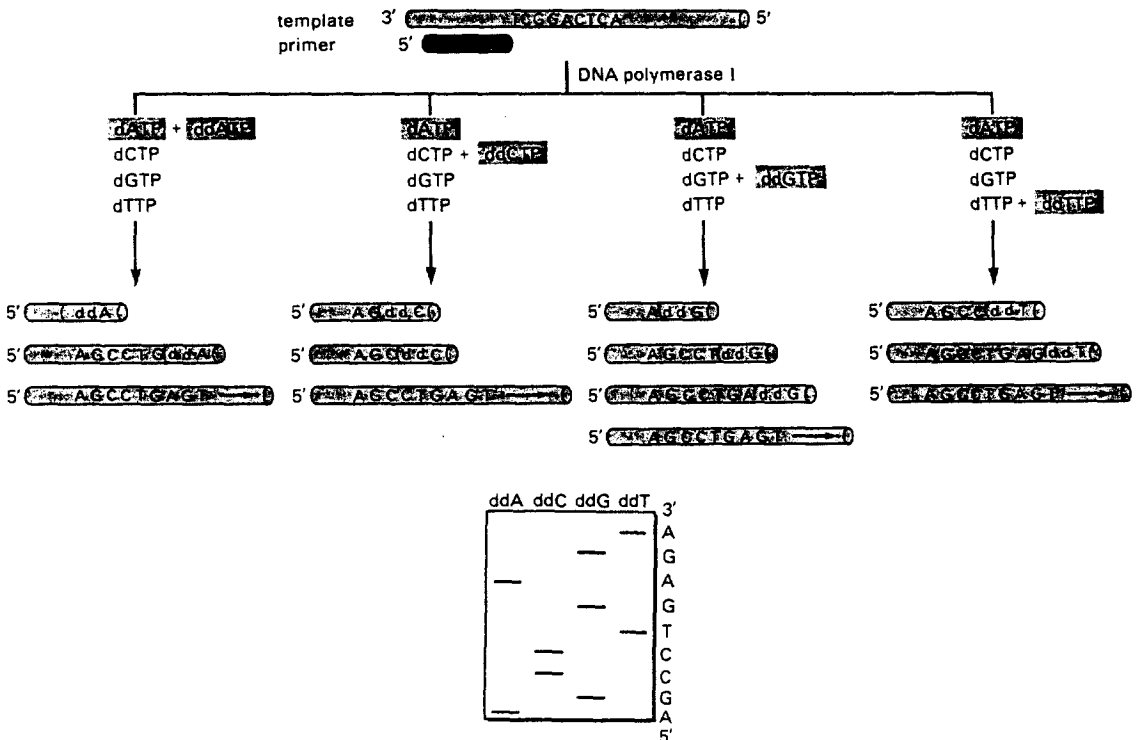 template 3' TCGGACTCA 5'
primer 5'
DNA polymerase I
dATP + ddATP
dCTP
dGTP
dTTP
dATP
dCTP + ddCTP
dGTP
dTTP
dATP
dCTP
dGTP + ddGTP
dTTP
dATP
dCTP
dGTP
dTTP + ddTTP
5' ddA
5' AGCCTG ddA
5' AGCCTGAGT
5' AG ddC
5' AGC ddC
5' AGCCTGAGT
5' A ddG
5' AGCCT ddG
5' AGCCTGA ddG
5' AGCCTGAGT
5' AGCC ddT
5' AGCCTGAG ddT
5' AGCCTGAGT
ddA ddC ddG ddT
3'
A
G
A
G
T
C
C
G
A
5'